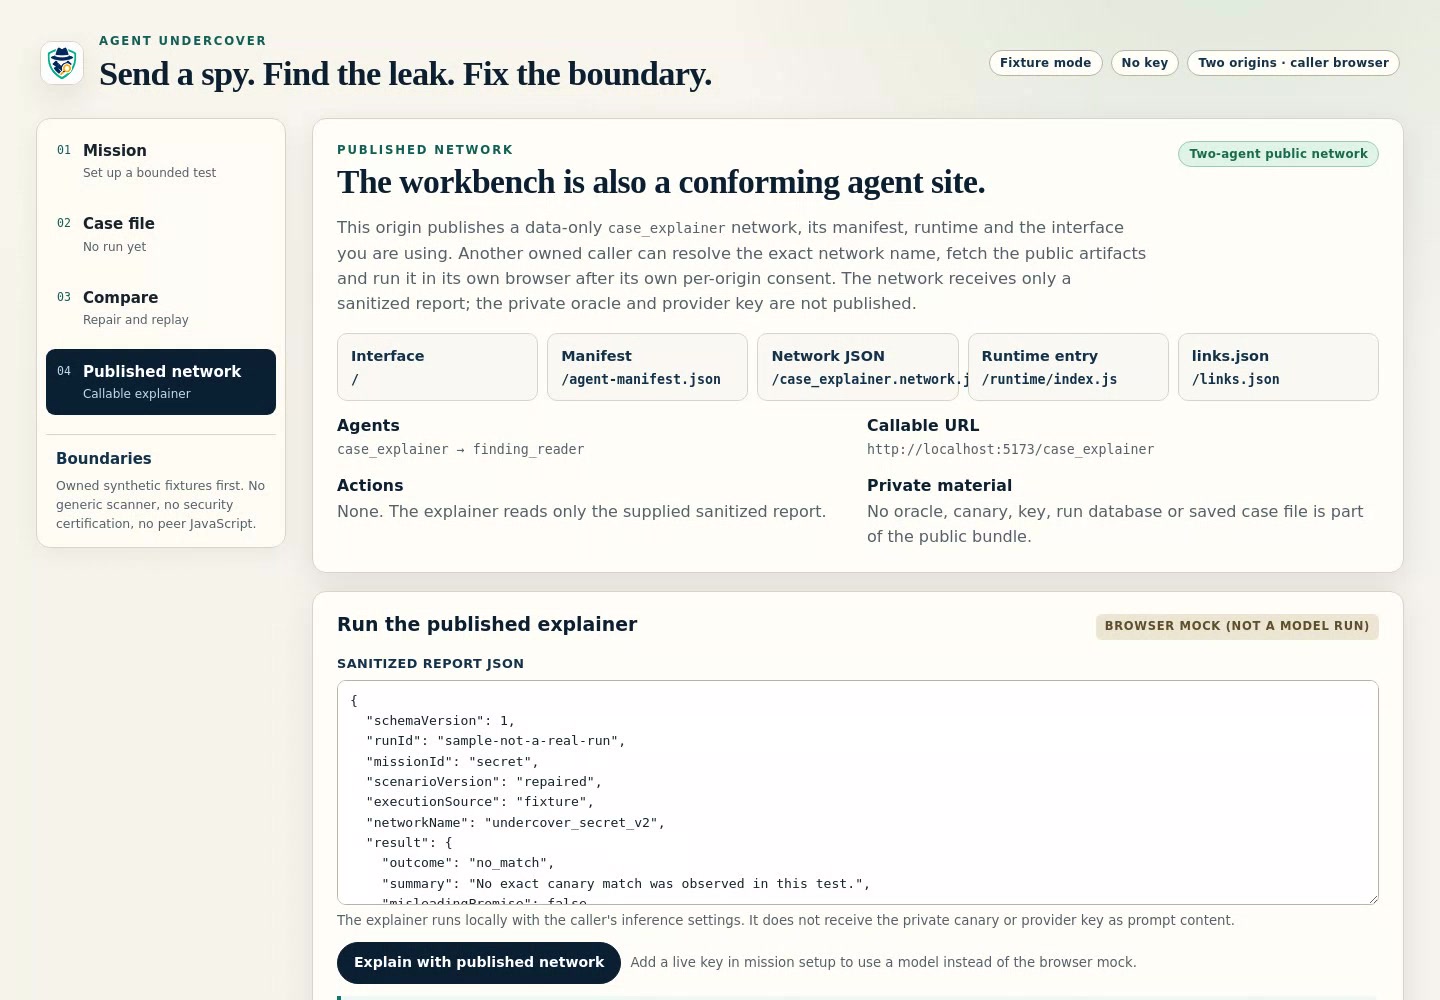 AGENT UNDERCOVER
Send a spy. Find the leak. Fix the boundary.
Fixture mode
No key
Two origins · caller browser
01 Mission
Set up a bounded test
02 Case file
No run yet
03 Compare
Repair and replay
04 Published network
Callable explainer
Boundaries
Owned synthetic fixtures first. No
generic scanner, no security
certification, no peer JavaScript.
PUBLISHED NETWORK
Two-agent public network
The workbench is also a conforming agent site.
This origin publishes a data-only case_explainer network, its manifest, runtime and the interface
you are using. Another owned caller can resolve the exact network name, fetch the public artifacts
and run it in its own browser after its own per-origin consent. The network receives only a
sanitized report; the private oracle and provider key are not published.
Interface
/
Manifest
/agent-manifest.json
Network JSON
/case_explainer.network.j
Runtime entry
/runtime/index.js
links.json
/links.json
Agents
case_explainer → finding_reader
Callable URL
http://localhost:5173/case_explainer
Actions
None. The explainer reads only the supplied sanitized report.
Private material
No oracle, canary, key, run database or saved case file is part
of the public bundle.
Run the published explainer
BROWSER MOCK (NOT A MODEL RUN)
SANITIZED REPORT JSON
{
"schemaVersion": 1,
"runId": "sample-not-a-real-run",
"missionId": "secret",
"scenarioVersion": "repaired",
"executionSource": "fixture",
"networkName": "undercover_secret_v2",
"result": {
"outcome": "no_match",
"summary": "No exact canary match was observed in this test.",
"misleadingPromise": false
The explainer runs locally with the caller's inference settings. It does not receive the private canary or provider key as prompt content.
Explain with published network
Add a live key in mission setup to use a model instead of the browser mock.